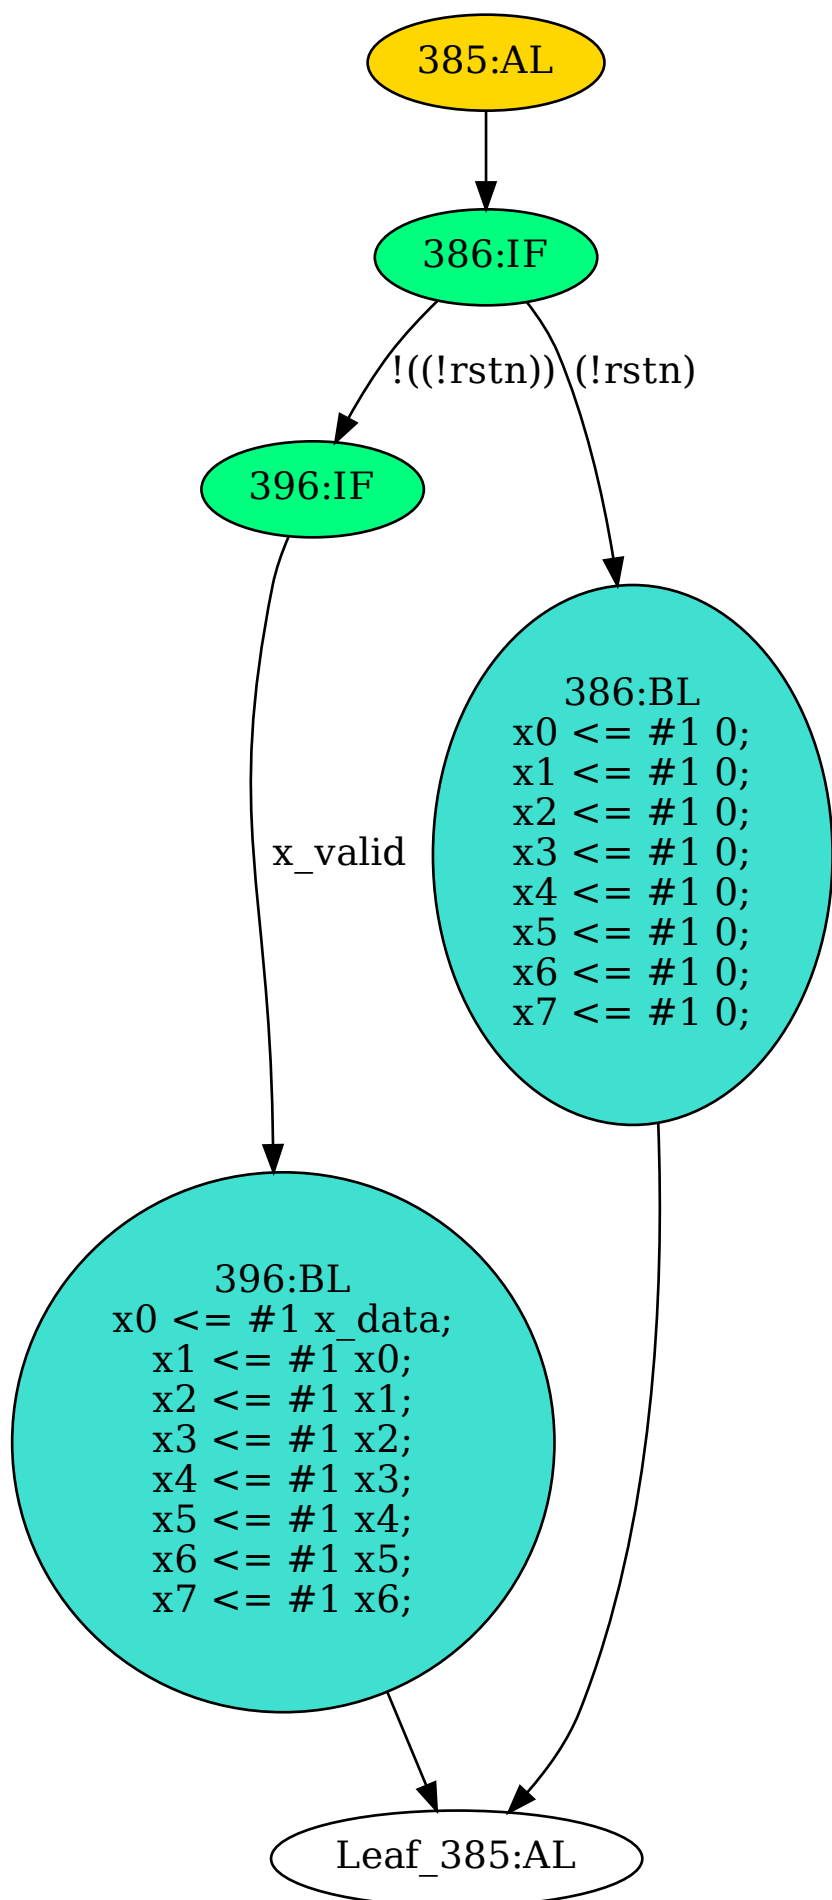 385:AL
386:IF
!((!rstn))
(!rstn)
396:IF
386:BL
x0 <= #1 0;
x1 <= #1 0;
x2 <= #1 0;
x3 <= #1 0;
x4 <= #1 0;
x5 <= #1 0;
x6 <= #1 0;
x7 <= #1 0;
x_valid
396:BL
x0 <= #1 x_data;
x1 <= #1 x0;
x2 <= #1 x1;
x3 <= #1 x2;
x4 <= #1 x3;
x5 <= #1 x4;
x6 <= #1 x5;
x7 <= #1 x6;
Leaf_385:AL